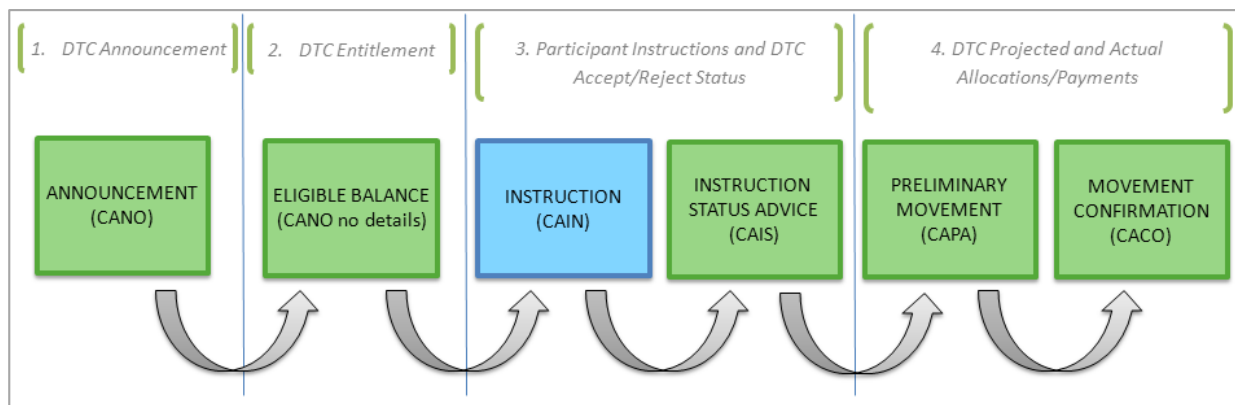 1. DTC Announcement
2. DTC Entitlement
3. Participant Instructions and DTC
Accept/Reject Status
4. DTC Projected and Actual
Allocations/Payments
ANNOUNCEMENT
(CANO)
ELIGIBLE BALANCE
(CANO no details)
INSTRUCTION
(CAIN)
INSTRUCTION
STATUS ADVICE
(CAIS)
PRELIMINARY
MOVEMENT
(CAPA)
MOVEMENT
CONFIRMATION
(CACO)